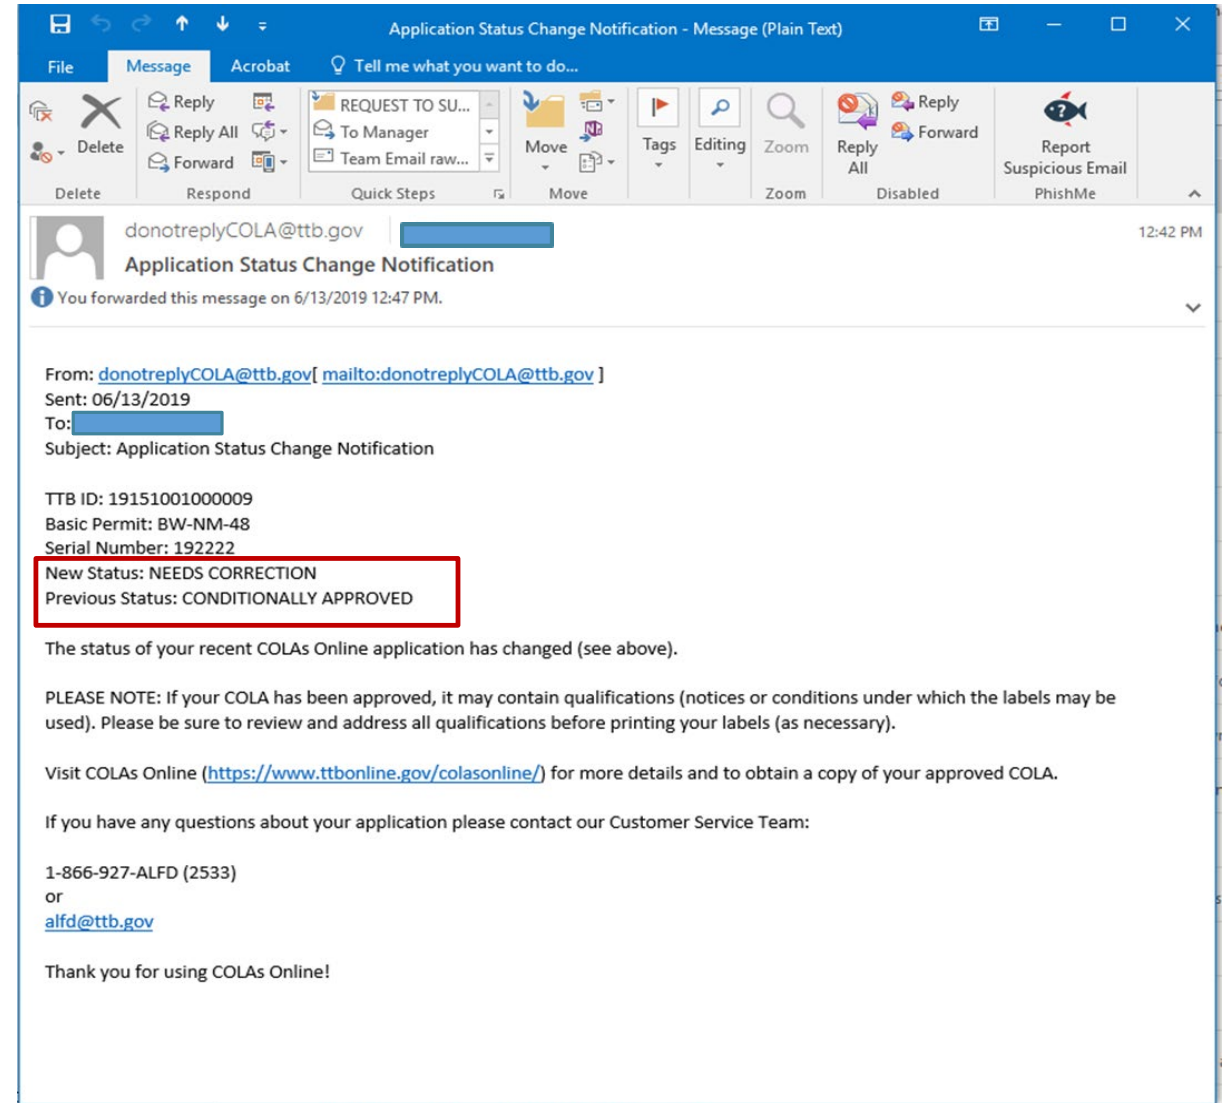 Application Status Change Notification - Message (Plain Text)
File Message Acrobat Tell me what you want to do...
Delete
Reply
Reply All
Forward
REQUEST TO SU...
To Manager
Team Email raw...
Move
Tags
Editing
Zoom
Reply All
Reply
Forward
Report Suspicious Email
Delete Respond Quick Steps Move Zoom Disabled PhishMe
donotreplyCOLA@ttb.gov
12:42 PM
Application Status Change Notification
You forwarded this message on 6/13/2019 12:47 PM.
From: donotreplyCOLA@ttb.gov[ mailto:donotreplyCOLA@ttb.gov ]
Sent: 06/13/2019
To:
Subject: Application Status Change Notification
TTB ID: 19151001000009
Basic Permit: BW-NM-48
Serial Number: 192222
New Status: NEEDS CORRECTION
Previous Status: CONDITIONALLY APPROVED
The status of your recent COLAs Online application has changed (see above).
PLEASE NOTE: If your COLA has been approved, it may contain qualifications (notices or conditions under which the labels may be
used). Please be sure to review and address all qualifications before printing your labels (as necessary).
Visit COLAs Online (https://www.ttbonline.gov/colasonline/) for more details and to obtain a copy of your approved COLA.
If you have any questions about your application please contact our Customer Service Team:
1-866-927-ALFD (2533)
or
alfd@ttb.gov
Thank you for using COLAs Online!